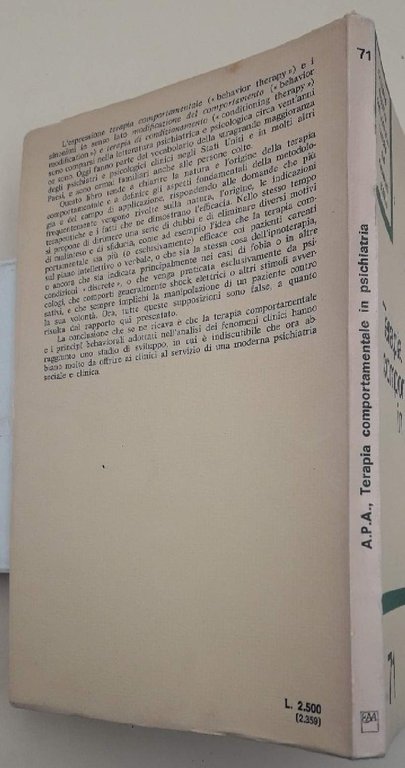 L'espressione terapia comportamentale (« behavior therapy ») e i
sinonimi in senso lato modificazione del comportamento (« behavior
modification ») e terapia di condizionamento (« conditioning therapy »)
sono comparsi nella letteratura psichiatrica e psicologica circa vent'anni
or sono. Oggi fanno parte del vocabolario della stragrande maggioranza
degli psichiatri e psicologi clinici negli Stati Uniti e in molti altri
Paesi, e sono ormai familiari anche alle persone colte.
Questo libro tende a chiarire la natura e l'origine della terapia
comportamentale e a definire gli aspetti fondamentali della metodolo-
gia e del campo di applicazione, rispondendo alle domande che più
frequentemente vengono rivolte sulla natura, l'origine, le indicazioni
terapeutiche e i fatti che ne dimostrano l'efficacia. Nello stesso tempo
si propone di dirimere una serie di dubbi e di eliminare diversi motivi
di malinteso e di sfiducia, come ad esempio l'idea che la terapia com-
portamentale sia più (o esclusivamente) efficace coi pazienti carenti
sul piano intellettivo o verbale, o che sia la stessa cosa dell'ipnoterapia,
e ancora che sia indicata principalmente nei casi di fobia o in altre
condizioni « discrete », o che venga praticata esclusivamente da psi-
cologi, che comporti generalmente shock elettrici o altri stimoli avver-
sativi, e che sempre implichi la manipolazione di un paziente contro
la sua volontà. Ora, tutte queste supposizioni sono false, a quanto
risulta dal rapporto qui presentato.
La conclusione che se ne ricava è che la terapia comportamentale
e i principî behaviorali adottati nell'analisi dei fenomeni clinici hanno
raggiunto uno stadio di sviluppo, in cui è indiscutibile che ora ab-
biano molto da offrire ai clinici al servizio di una moderna psichiatria
sociale e clinica.
L. 2.500
(2.359)
71
A.P.A., Terapia comportamentale in psichiatria
in
71